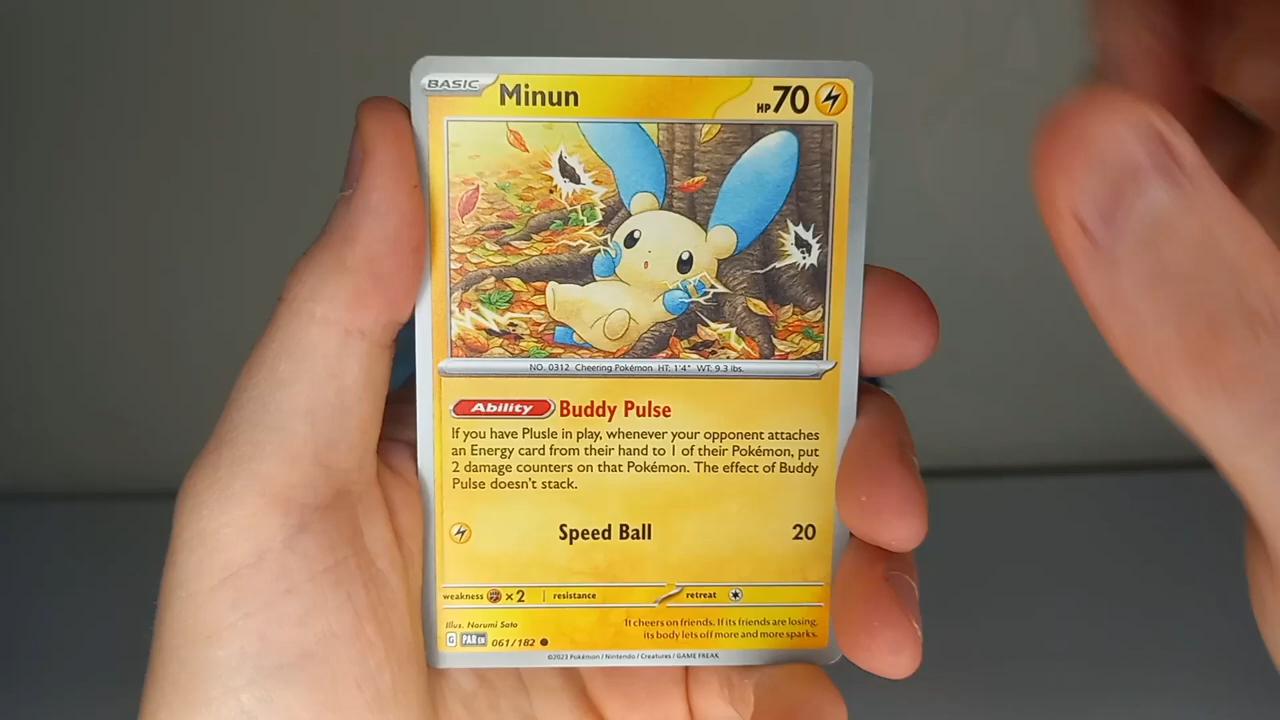 BASIC Minun HP 70
NO. 0312 Cheering Pokémon HT: 1'4" WT: 9.3 lbs.
Ability Buddy Pulse
If you have Plusle in play, whenever your opponent attaches
an Energy card from their hand to 1 of their Pokémon, put
2 damage counters on that Pokémon. The effect of Buddy
Pulse doesn't stack.
Speed Ball 20
weakness ×2 resistance retreat
Illus. Narumi Sato
It cheers on friends. If its friends are losing,
its body lets off more and more sparks.
G PAR EN 061/182
©2023 Pokémon / Nintendo / Creatures / GAME FREAK